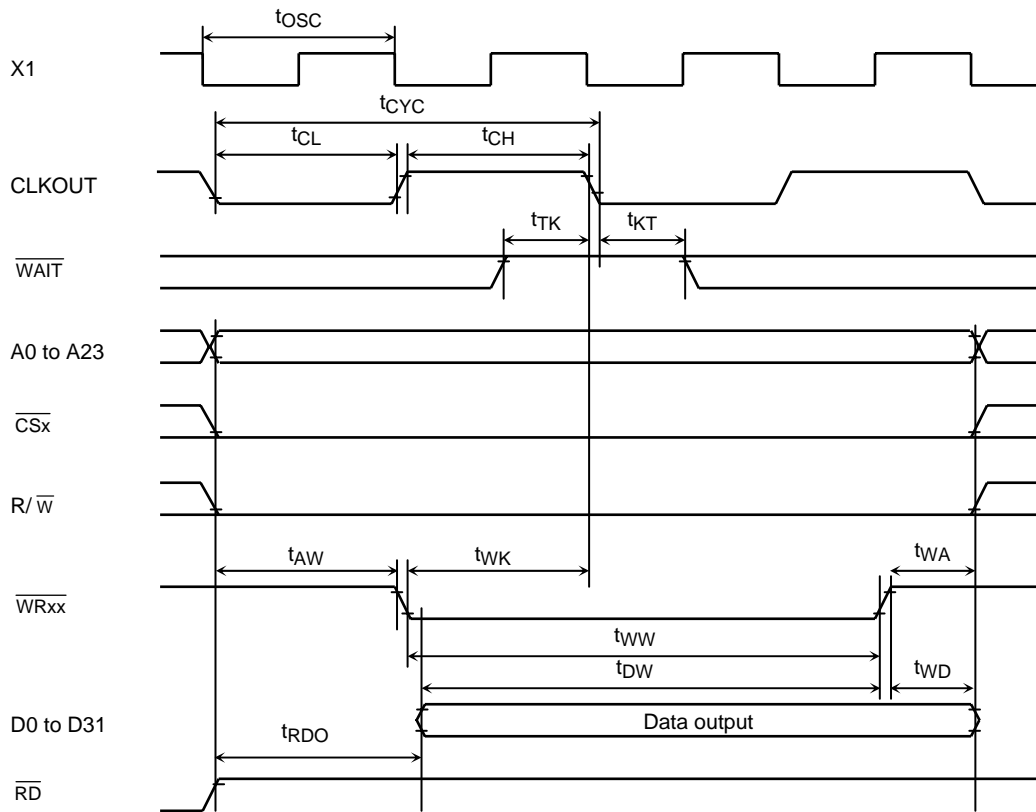 tOSC
X1
tCYC
tCL
tCH
CLKOUT
tTK
tKT
WAIT
A0 to A23
CSx
R/ W
tAW
tWK
tWA
WRxx
tWW
tDW
tWD
D0 to D31
Data output
tRDO
RD